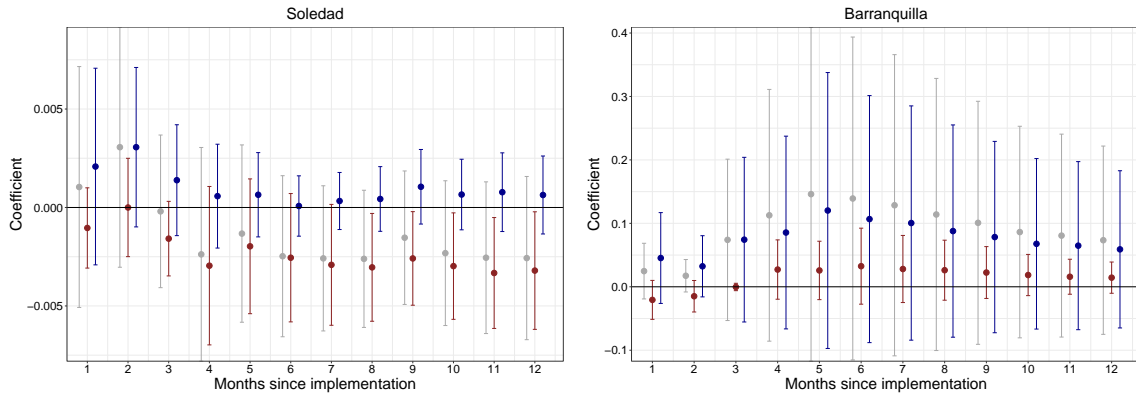 Soledad
Coefficient
0.005
0.000
−0.005
1 2 3 4 5 6 7 8 9 10 11 12
Months since implementation
Barranquilla
Coefficient
0.4
0.3
0.2
0.1
0.0
−0.1
1 2 3 4 5 6 7 8 9 10 11 12
Months since implementation